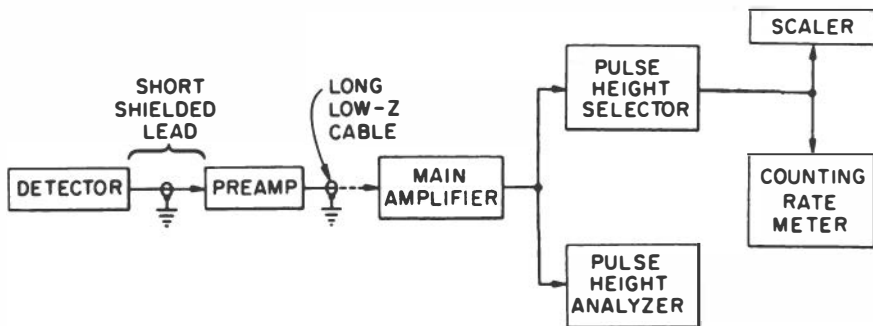 SCALER
SHORT
SHIELDED
LEAD
LONG
LOW-Z
CABLE
PULSE
HEIGHT
SELECTOR
DETECTOR
PREAMP
MAIN
AMPLIFIER
COUNTING
RATE
METER
PULSE
HEIGHT
ANALYZER